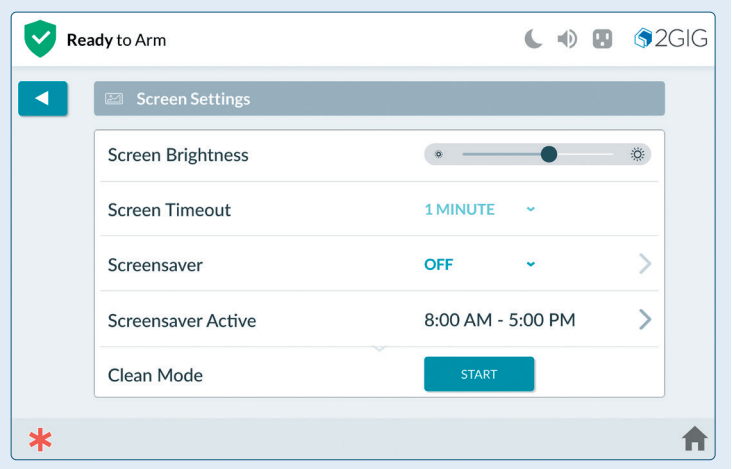 Ready to Arm
2GIG
Screen Settings
Screen Brightness
Screen Timeout 1 MINUTE
Screensaver OFF
Screensaver Active 8:00 AM - 5:00 PM
Clean Mode START